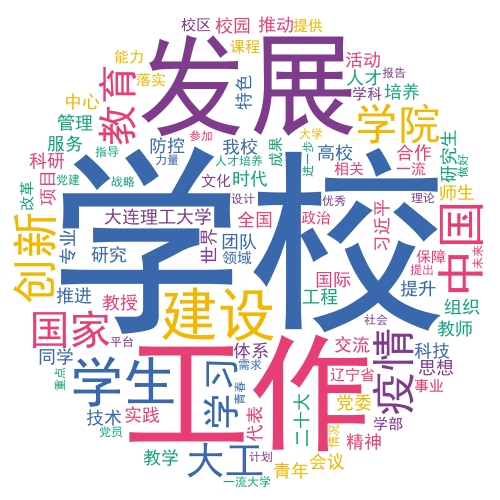 校区 校园 推动 提供
能力 发展 课程 活动
教育 落实 特色 人才 报告
中心 学科 培养
管理 学院
服务 防控 我校 成果 高校 合作 研究生
科研 指导 力量 参加 大学 进一步 相关 一流 做好
项目 党建 战略 人才培养 时代 师生
改革 文化 设计 优秀 理论
学校
创新 大连理工大学 全国 政治 习近平 中国
专业 研究 世界 团队 领域 保障 未来
推进 教授 国际 提出 提升
建设 工程 组织
国家 平台 社会 教师
同学 体系 交流 疫情 科技
学生 工作 需求 辽宁省 思想
重点 学习 青春 事业
技术 实践 代表 二十大 党委 学部
党员 情况 精神
教学 大工 计划 青年 会议
一流大学